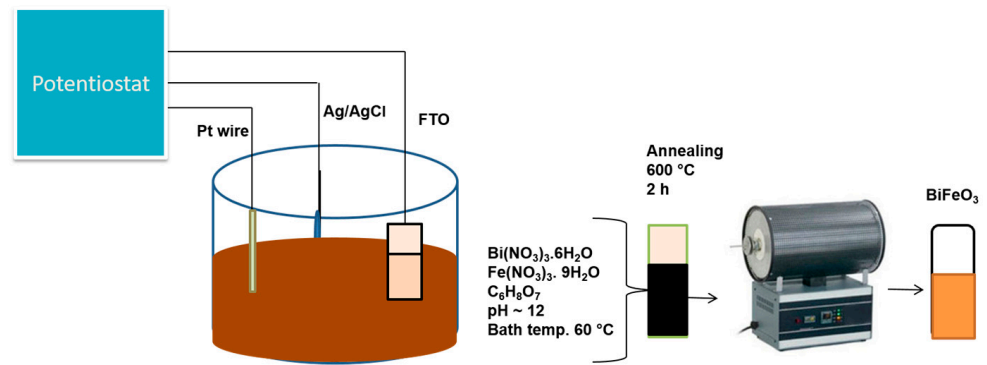 Potentiostat
Pt wire
Ag/AgCl
FTO
Bi(NO₃)₃.6H₂O
Fe(NO₃)₃. 9H₂O
C₆H₈O₇
pH ~ 12
Bath temp. 60 °C
Annealing
600 °C
2 h
BiFeO₃